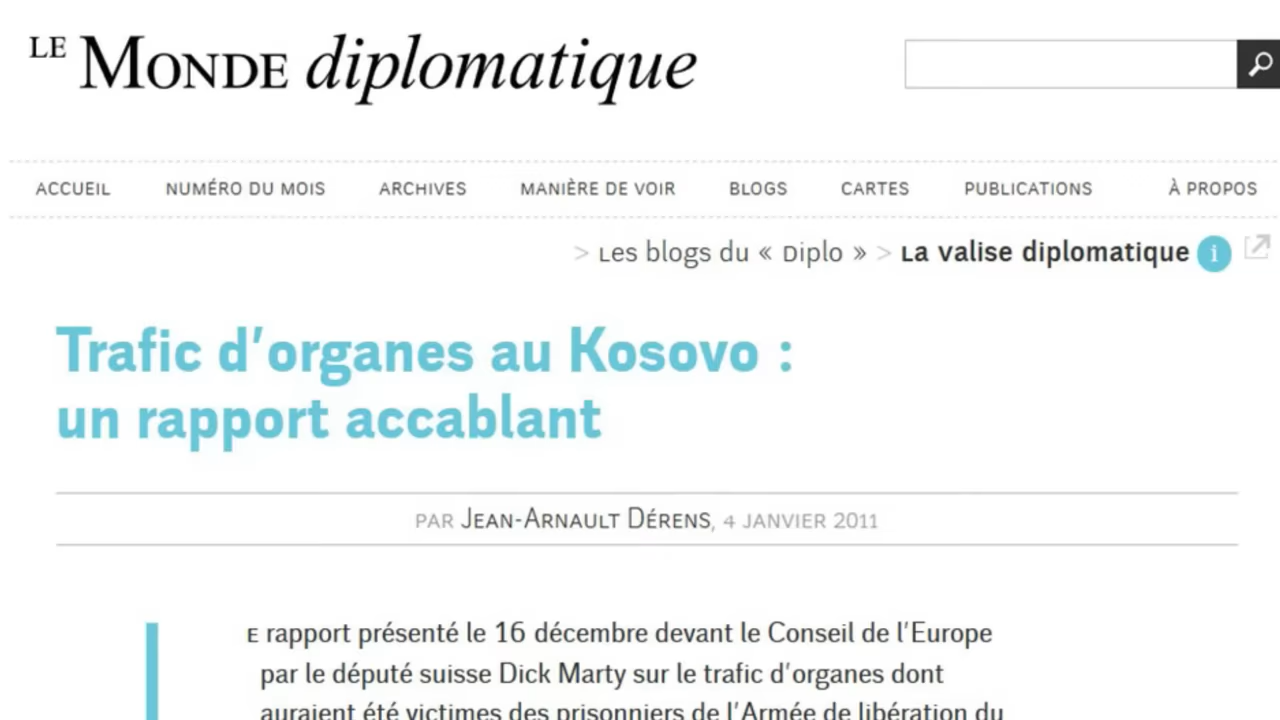 LE MONDE diplomatique
ACCUEIL NUMÉRO DU MOIS ARCHIVES MANIÈRE DE VOIR BLOGS CARTES PUBLICATIONS À PROPOS
> Les blogs du « Diplo » > La valise diplomatique i
Trafic d’organes au Kosovo :
un rapport accablant
PAR JEAN-ARNAULT DÉRENS, 4 JANVIER 2011
E rapport présenté le 16 décembre devant le Conseil de l’Europe
par le député suisse Dick Marty sur le trafic d’organes dont
auraient été victimes des prisonniers de l’Armée de libération du